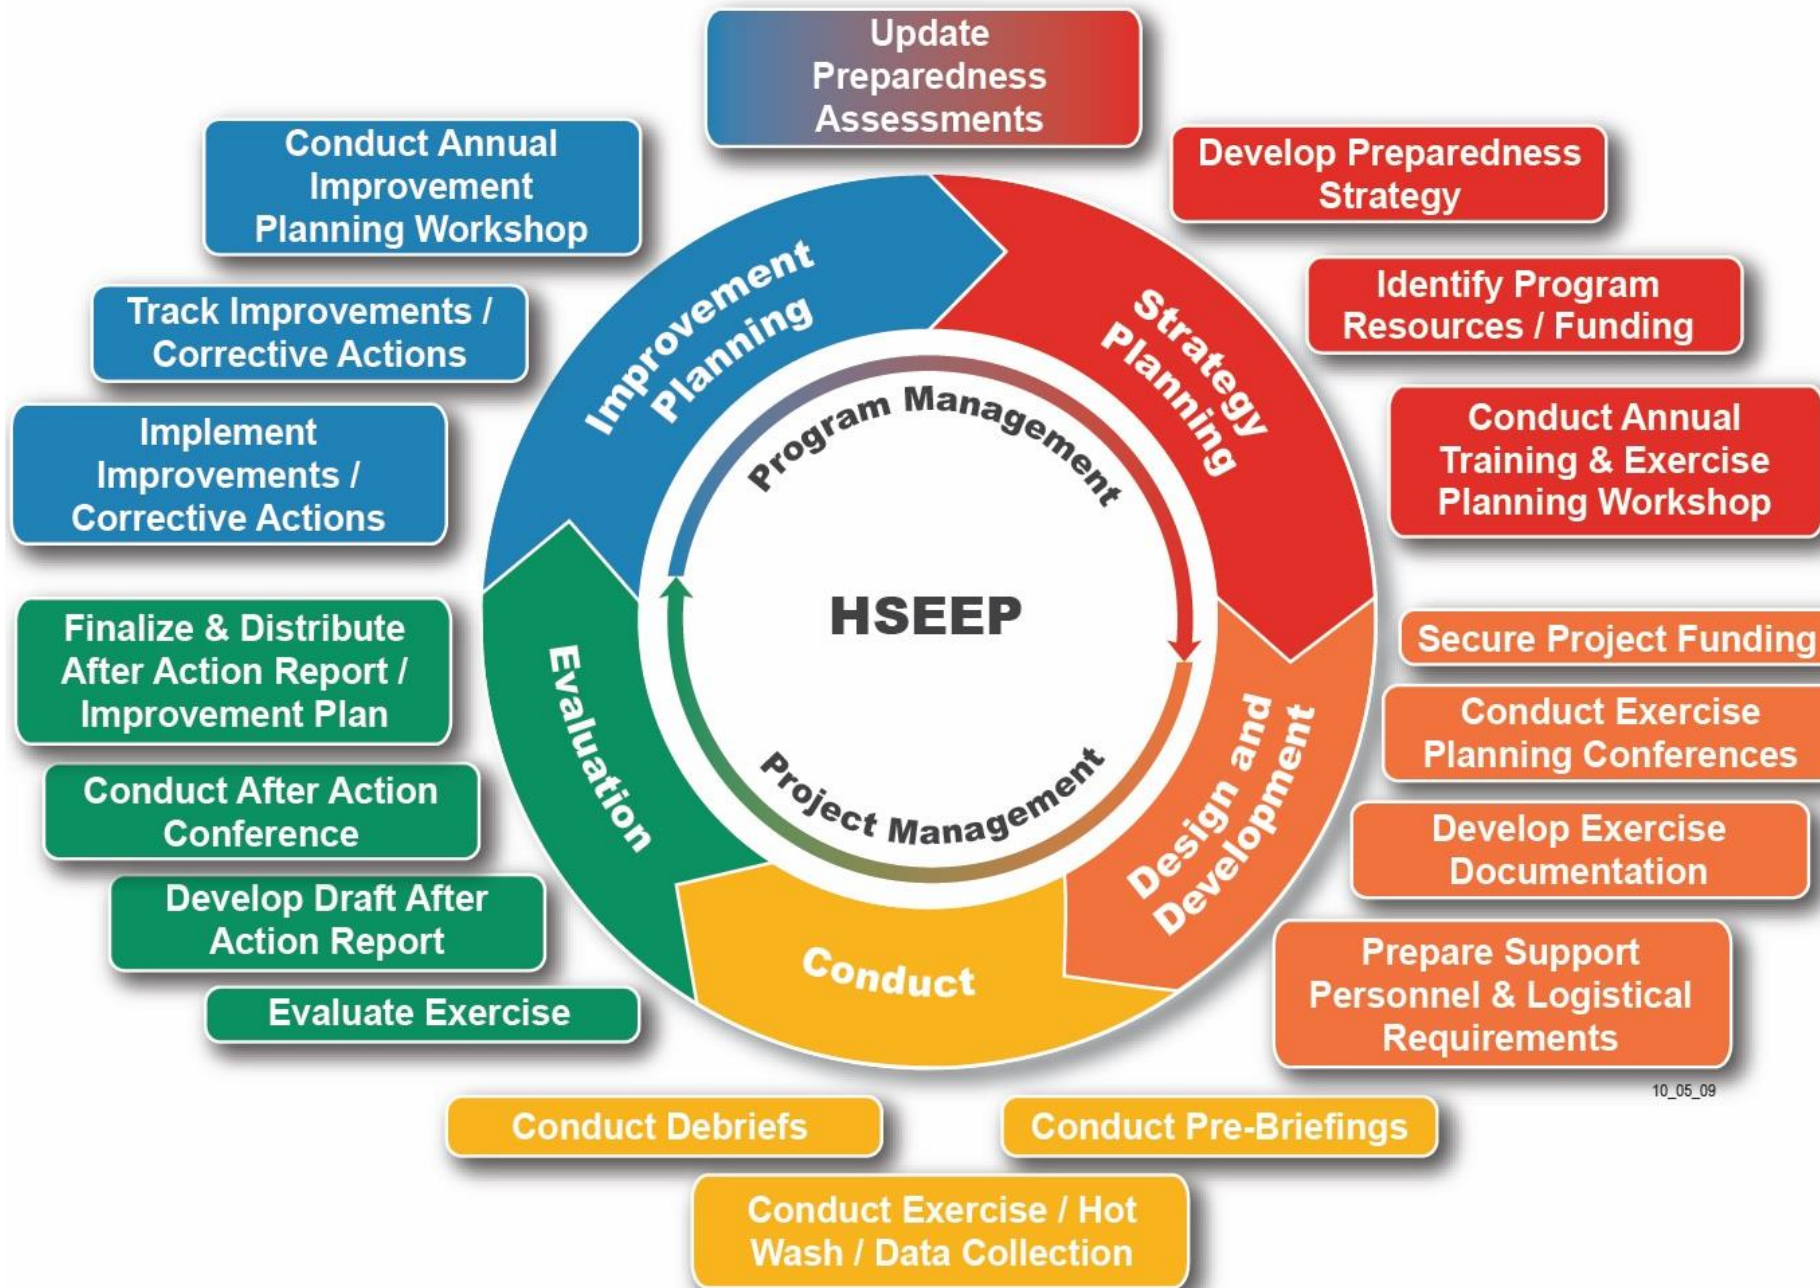 Update
Preparedness
Assessments
Develop Preparedness
Strategy
Identify Program
Resources / Funding
Conduct Annual
Training & Exercise
Planning Workshop
Secure Project Funding
Conduct Exercise
Planning Conferences
Develop Exercise
Documentation
Prepare Support
Personnel & Logistical
Requirements
10_05_09
Conduct Pre-Briefings
Conduct Exercise / Hot
Wash / Data Collection
Conduct Debriefs
Evaluate Exercise
Develop Draft After
Action Report
Conduct After Action
Conference
Finalize & Distribute
After Action Report /
Improvement Plan
Implement
Improvements /
Corrective Actions
Track Improvements /
Corrective Actions
Conduct Annual
Improvement
Planning Workshop
Improvement
Planning
Strategy
Planning
Design and
Development
Conduct
Evaluation
Program Management
HSEEP
Project Management